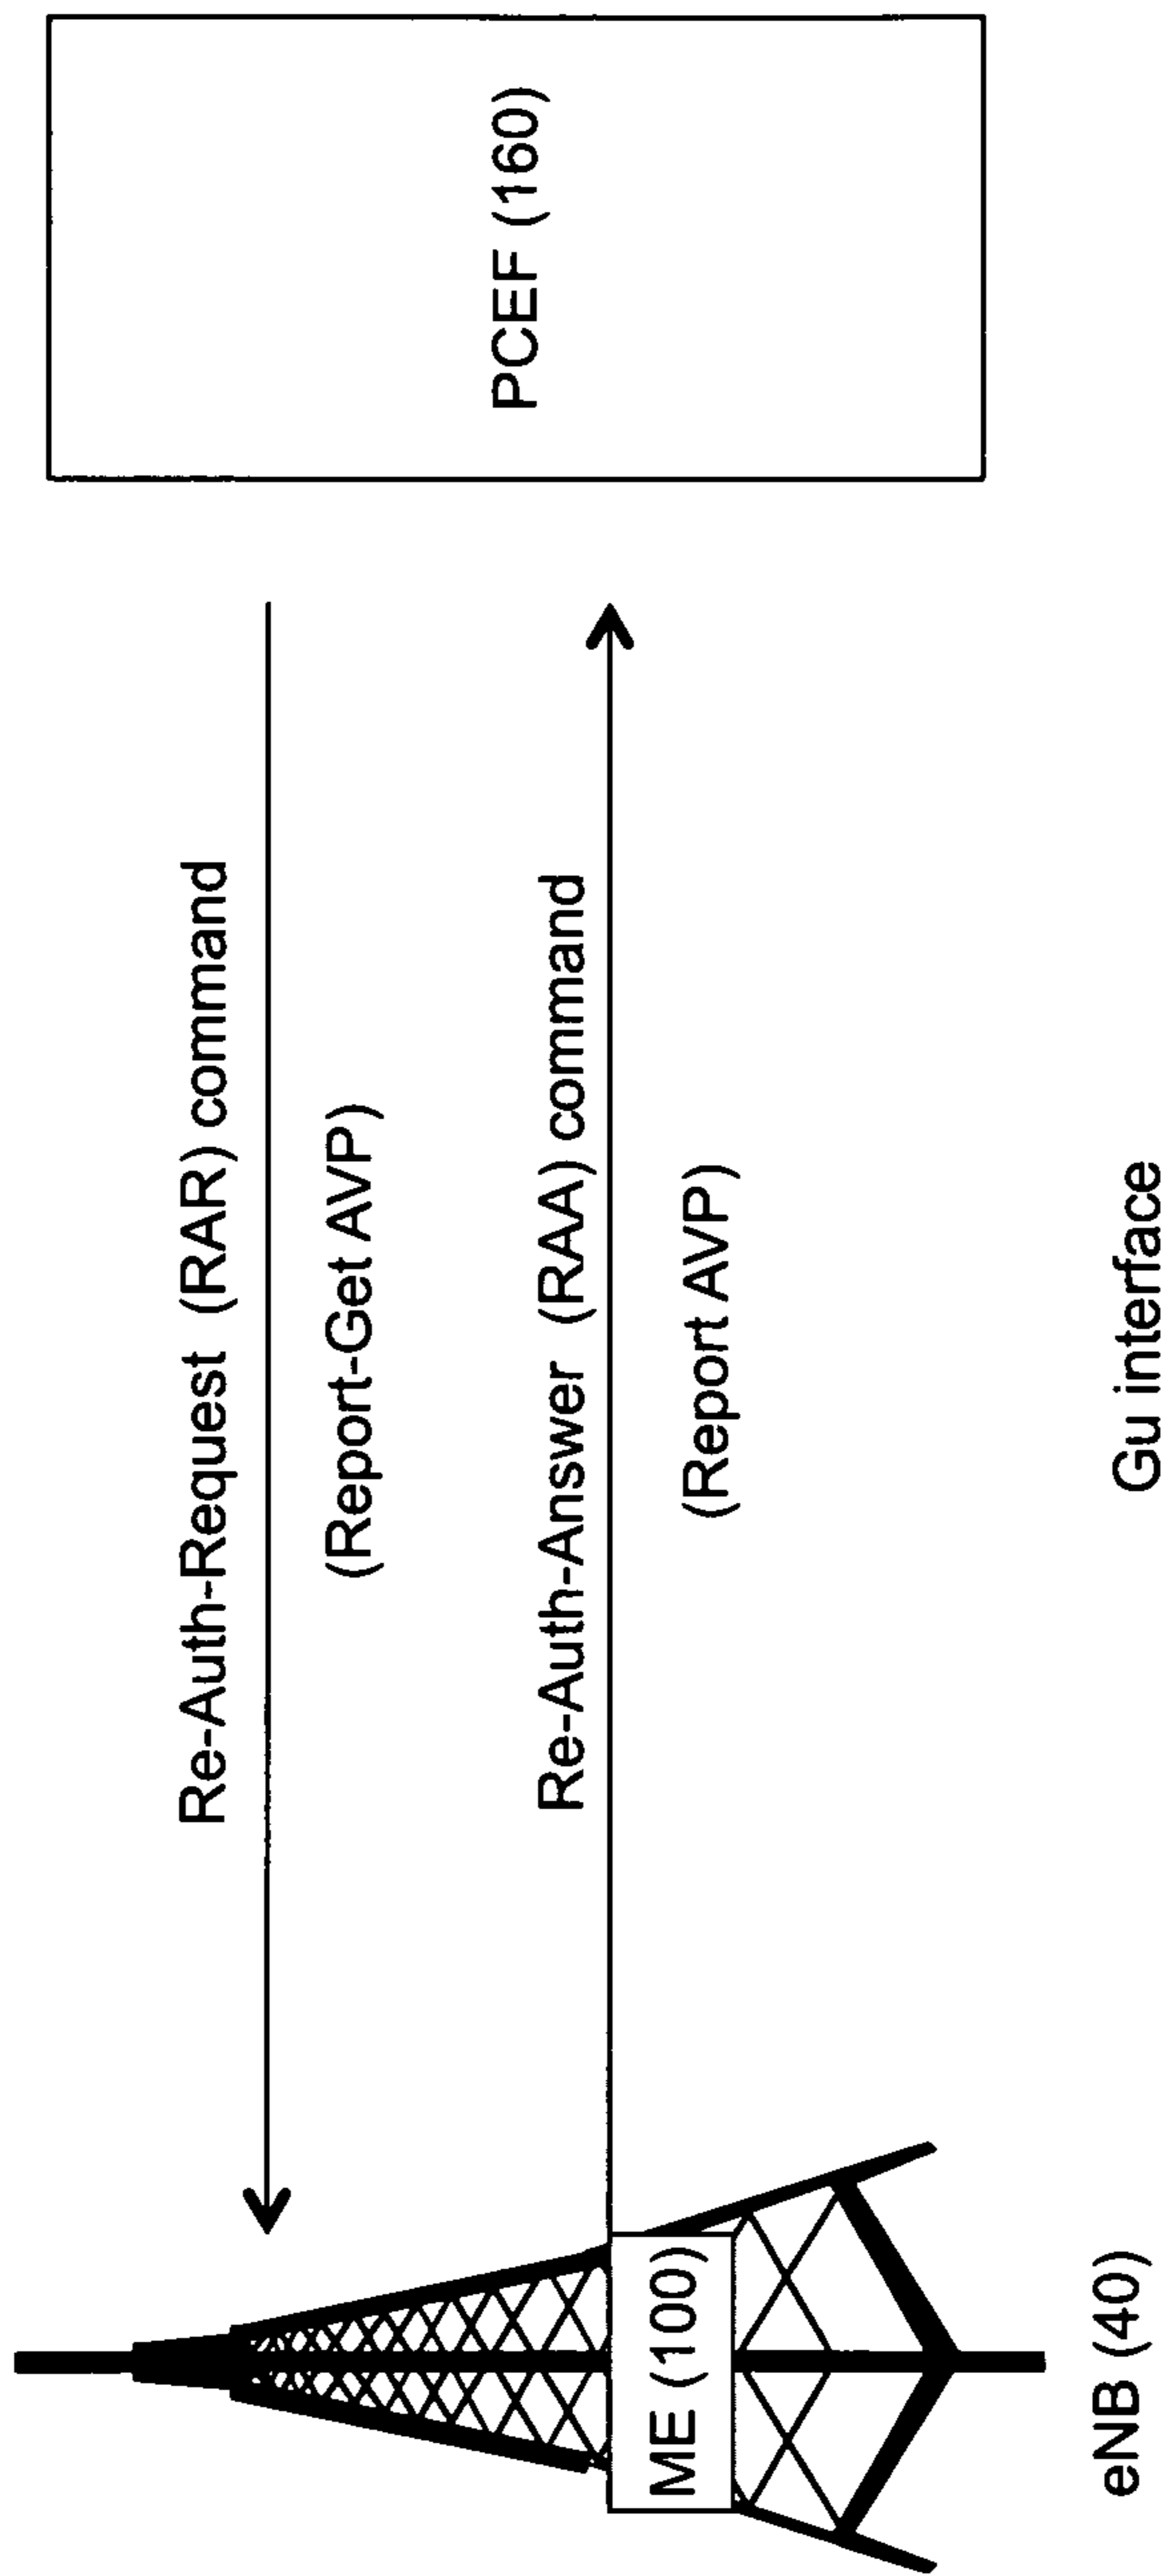 Re-Auth-Request (RAR) command
(Report-Get AVP)
PCEF (160)
Re-Auth-Answer (RAA) command
ME (100)
(Report AVP)
eNB (40)
Gu interface